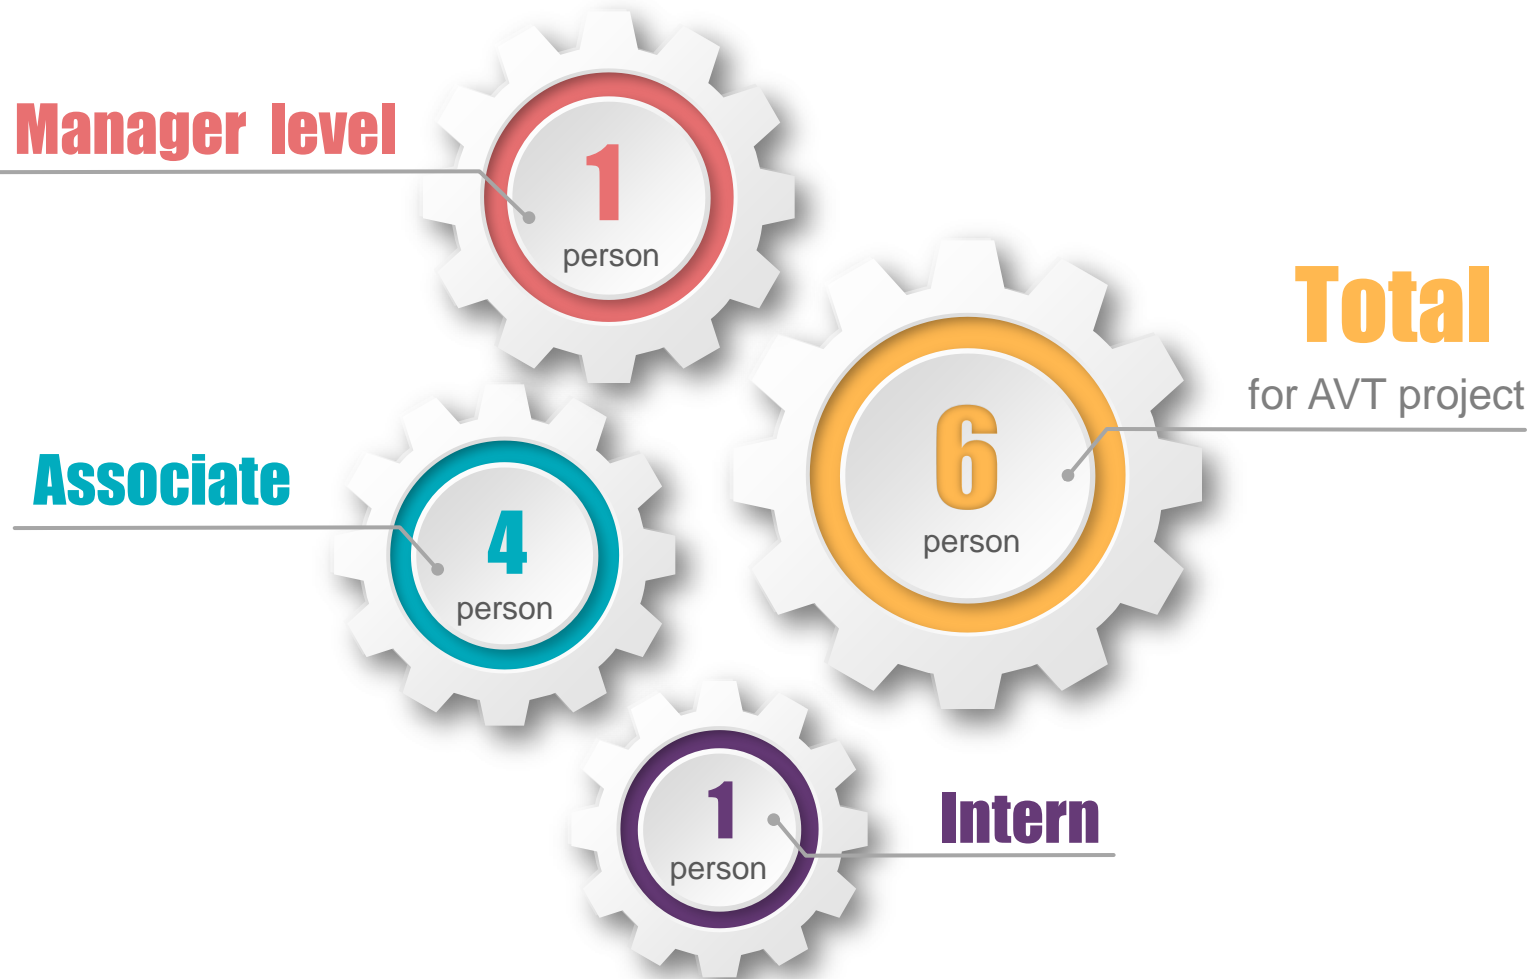 Manager level
1
person
Total
for AVT project
6
person
Associate
4
person
Intern
1
person